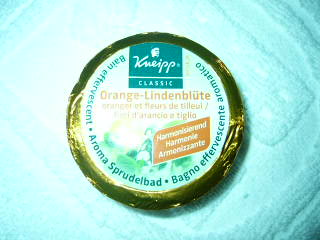 Kneipp
CLASSIC
Orange-Lindenblüte
oranger et fleurs de tilleul /
fiori d'arancio e tiglio
Harmonisierend
Harmonie
Armonizzante
Bain effervescent • Aroma Sprudelbad • Bagno effervescente aromatico